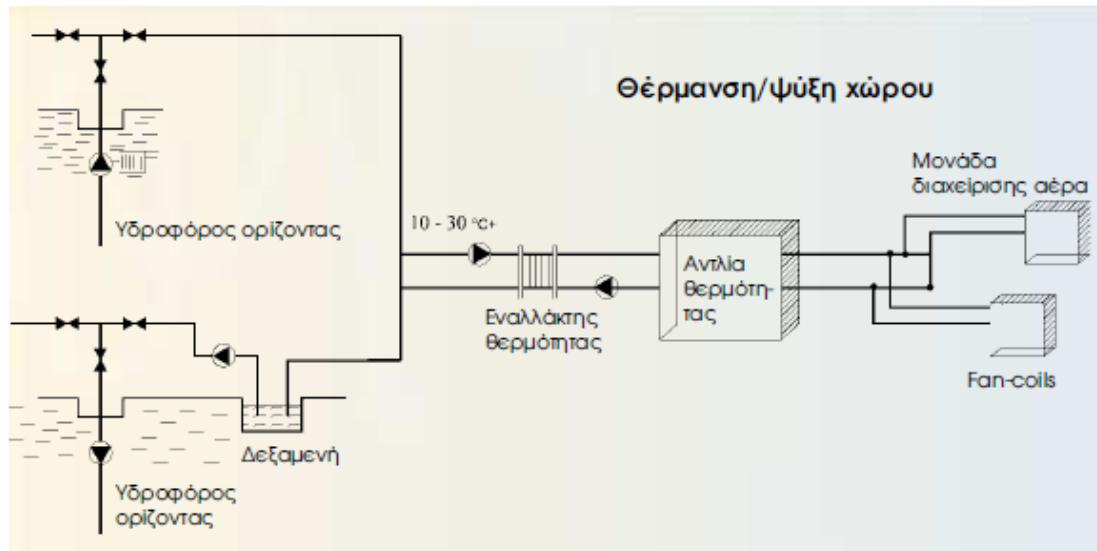 Θέρμανση/ψύξη χώρου
Μονάδα
διαχείρισης αέρα
Υδροφόρος ορίζοντας
10 - 30 °C+
Αντλία
θερμότη-
τας
Εναλλάκτης
θερμότητας
Fan-coils
Δεξαμενή
Υδροφόρος
ορίζοντας